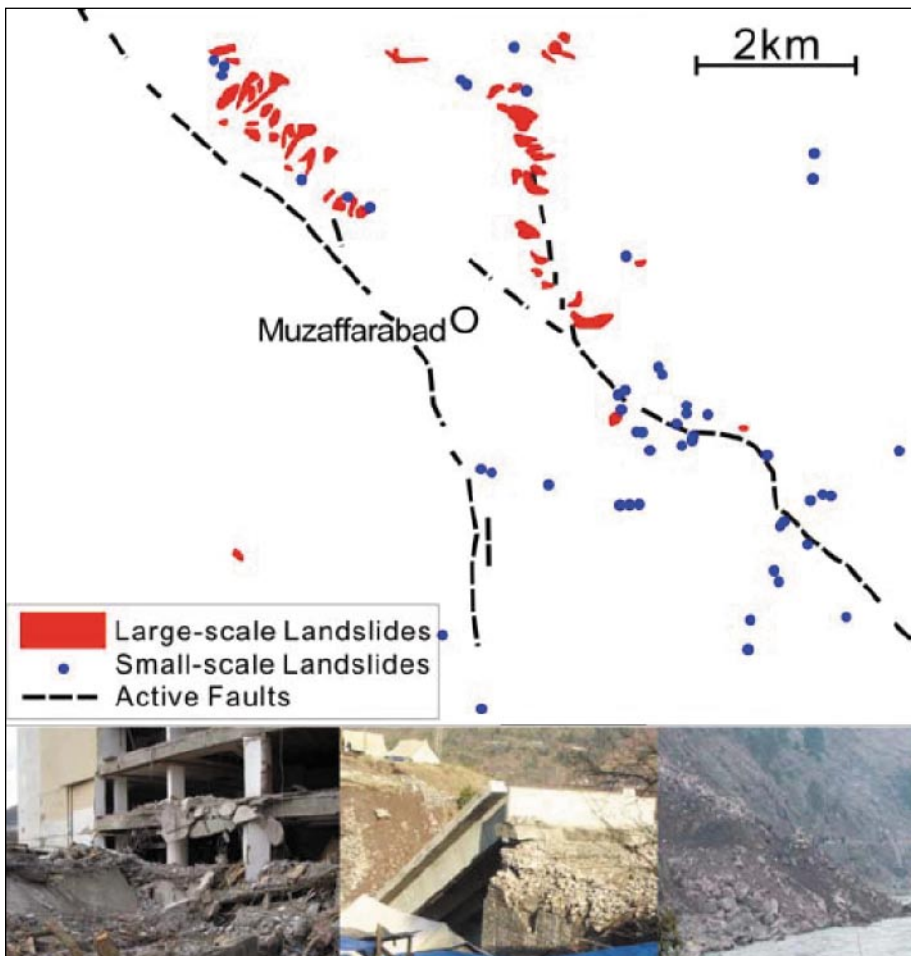 2km
Muzaffarabad
Large-scale Landslides
Small-scale Landslides
Active Faults